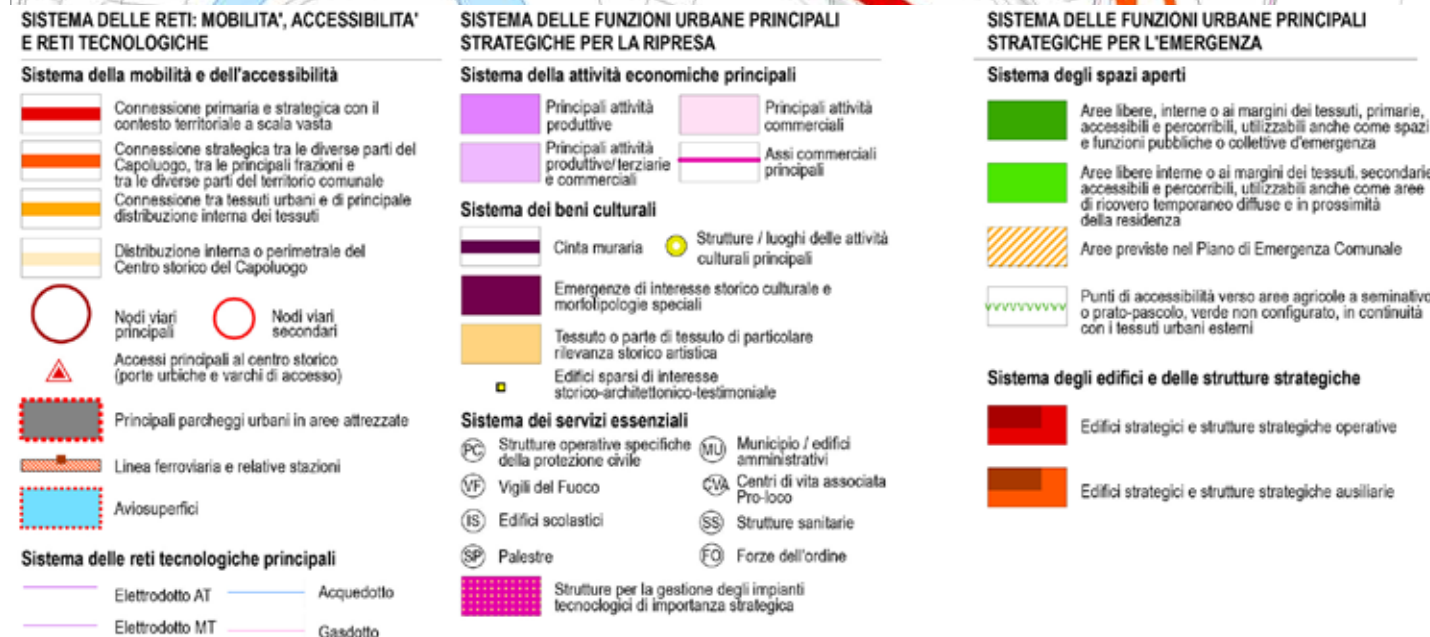 SISTEMA DELLE RETI: MOBILITA', ACCESSIBILITA'
E RETI TECNOLOGICHE
Sistema della mobilità e dell'accessibilità
Connessione primaria e strategica con il
contesto territoriale a scala vasta
Connessione strategica tra le diverse parti del
Capoluogo, tra le principali frazioni e
tra le diverse parti del territorio comunale
Connessione tra tessuti urbani e di principale
distribuzione interna dei tessuti
Distribuzione interna o perimetrale del
Centro storico del Capoluogo
Nodi viari
principali
Nodi viari
secondari
Accessi principali al centro storico
(porte urbiche e varchi di accesso)
Principali parcheggi urbani in aree attrezzate
Linea ferroviaria e relative stazioni
Aviosuperfici
Sistema delle reti tecnologiche principali
Elettrodotto AT
Acquedotto
Elettrodotto MT
Gasdotto
SISTEMA DELLE FUNZIONI URBANE PRINCIPALI
STRATEGICHE PER LA RIPRESA
Sistema della attività economiche principali
Principali attività
produttive
Principali attività
commerciali
Principali attività
produttive/terziarie
e commerciali
Assi commerciali
principali
Sistema dei beni culturali
Cinta muraria
Strutture / luoghi delle attività
culturali principali
Emergenze di interesse storico culturale e
morfolipologie speciali
Tessuto o parte di tessuto di particolare
rilevanza storico artistica
Edifici sparsi di interesse
storico-architettonico-testimoniale
Sistema dei servizi essenziali
PC Strutture operative specifiche
della protezione civile
MU Municipio / edifici
amministrativi
VF Vigili del Fuoco
CVA Centri di vita associata
Pro-loco
IS Edifici scolastici
SS Strutture sanitarie
SP Palestre
FO Forze dell'ordine
Strutture per la gestione degli impianti
tecnologici di importanza strategica
SISTEMA DELLE FUNZIONI URBANE PRINCIPALI
STRATEGICHE PER L'EMERGENZA
Sistema degli spazi aperti
Aree libere, interne o ai margini dei tessuti, primarie,
accessibili e percorribili, utilizzabili anche come spazi
e funzioni pubbliche o collettive d'emergenza
Aree libere interne o ai margini dei tessuti, secondarie
accessibili e percorribili, utilizzabili anche come aree
di ricovero temporaneo diffuse e in prossimità
della residenza
Aree previste nel Piano di Emergenza Comunale
Punti di accessibilità verso aree agricole a seminativo
o prato-pascolo, verde non configurato, in continuità
con i tessuti urbani esterni
Sistema degli edifici e delle strutture strategiche
Edifici strategici e strutture strategiche operative
Edifici strategici e strutture strategiche ausiliarie